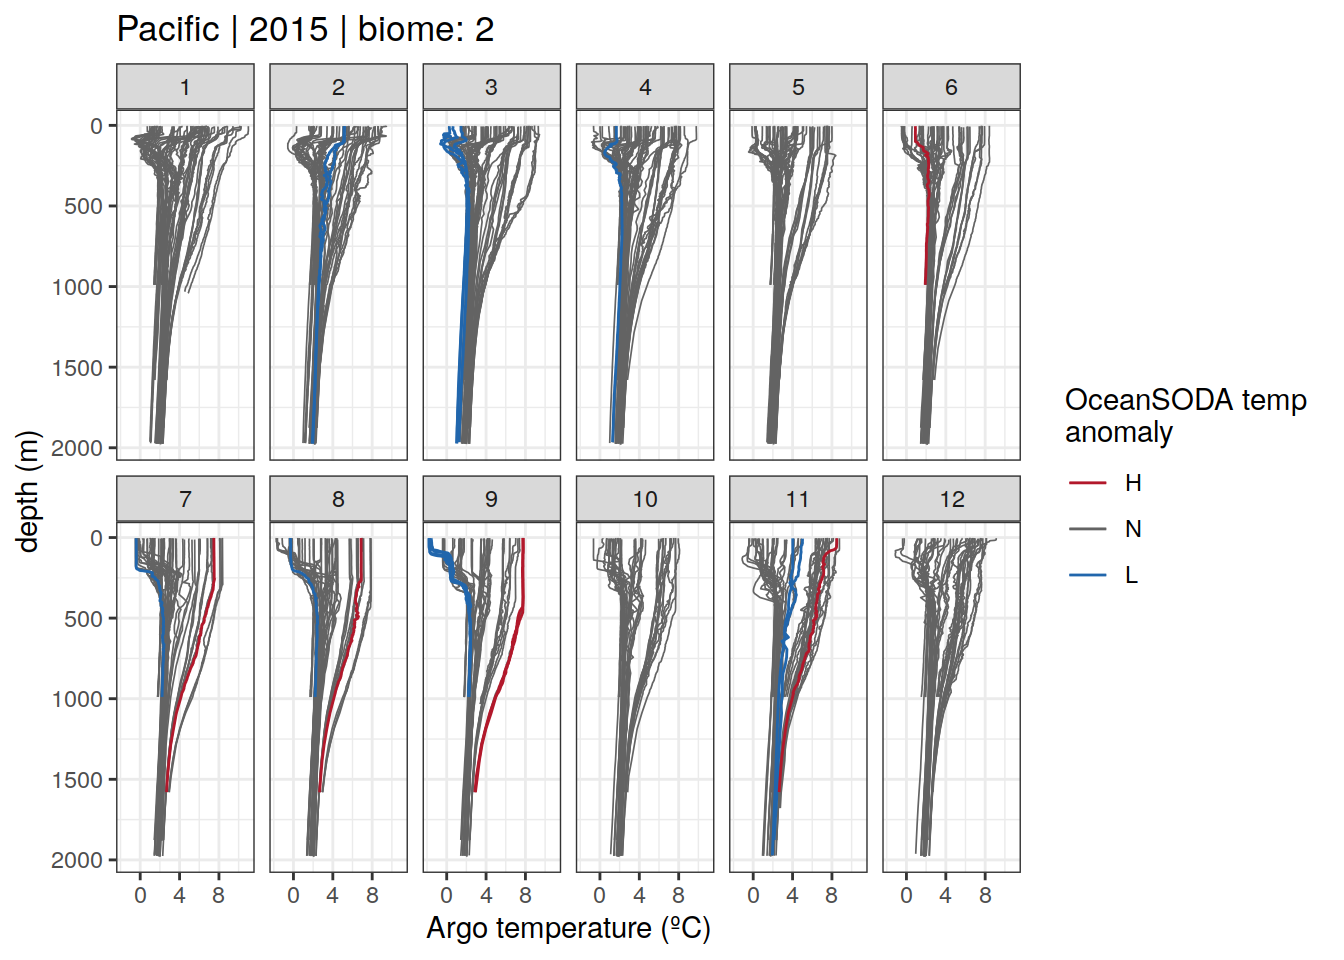 Pacific | 2015 | biome: 2
1 2 3 4 5 6
0
500
1000
1500
2000
7 8 9 10 11 12
0
500
1000
1500
2000
0 4 8 0 4 8 0 4 8 0 4 8 0 4 8 0 4 8
Argo temperature (ºC)
depth (m)
OceanSODA temp
anomaly
H
N
L